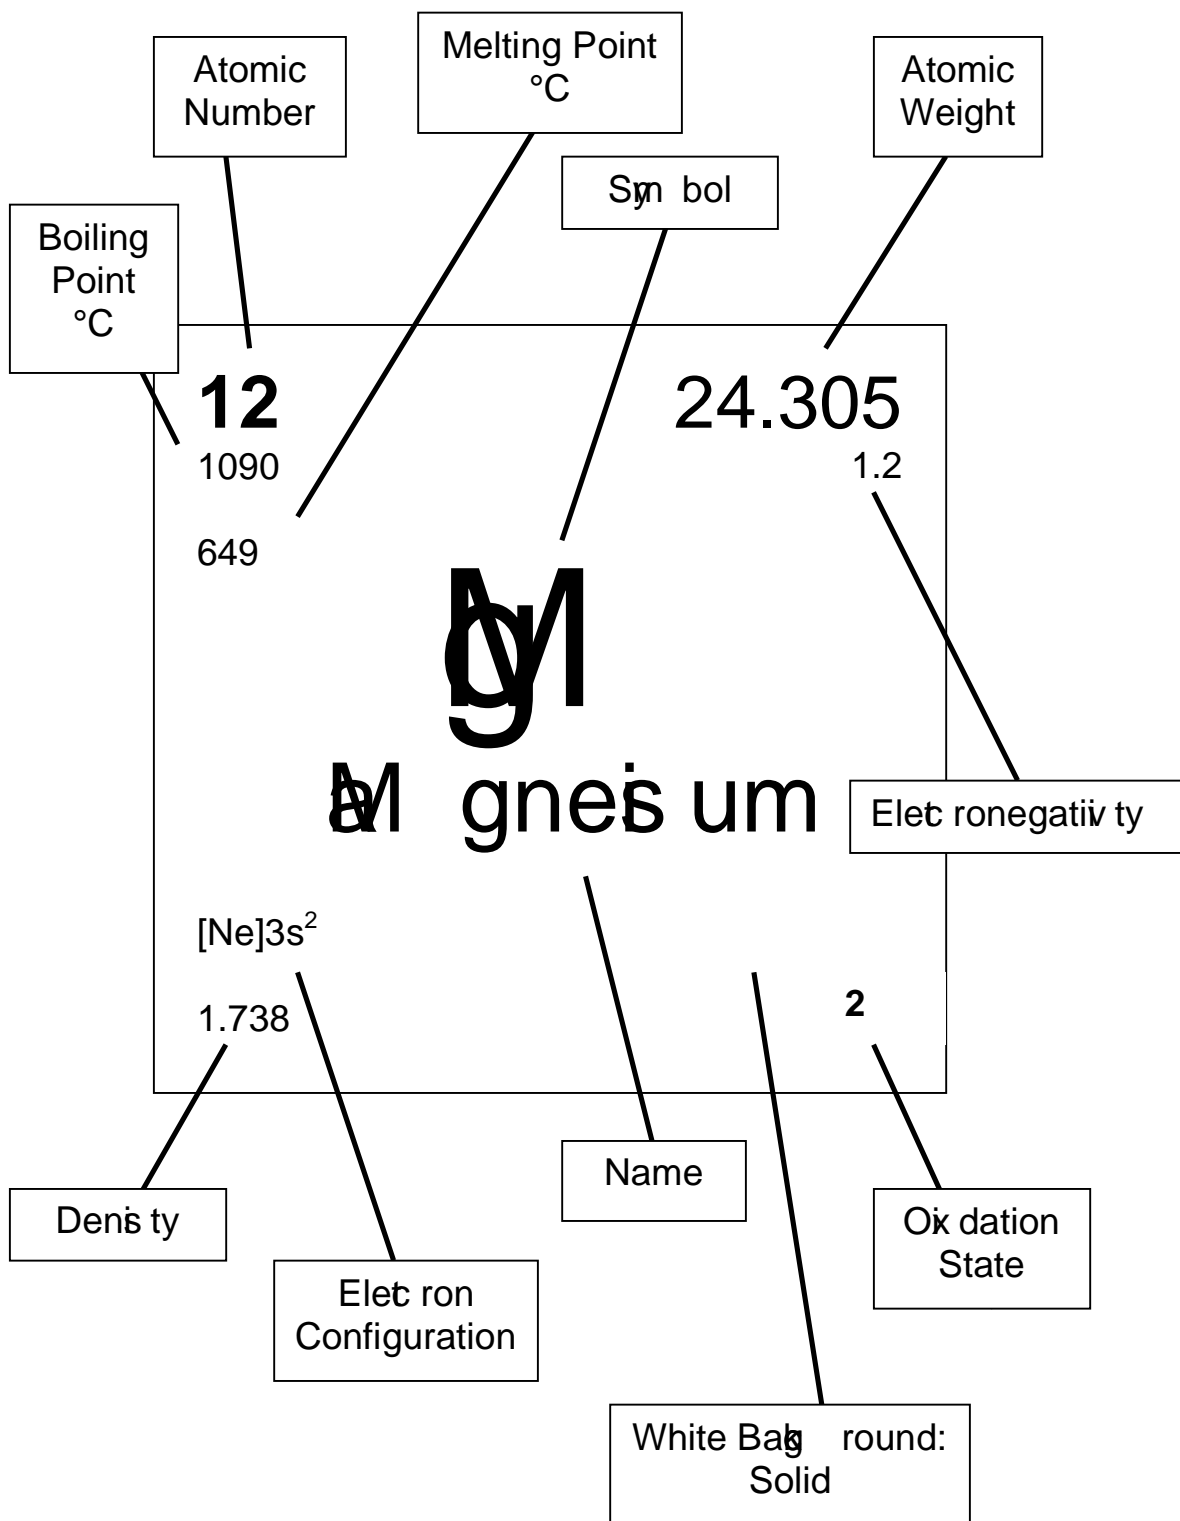 Melting Point
°C
Atomic
Number
Atomic
Weight
Symbol
Boiling
Point
°C
12
24.305
1090
1.2
649
Mg
Magnesium
Electronegativity
[Ne]3s²
1.738
2
Name
Density
Oxidation
State
Electron
Configuration
White Background:
Solid